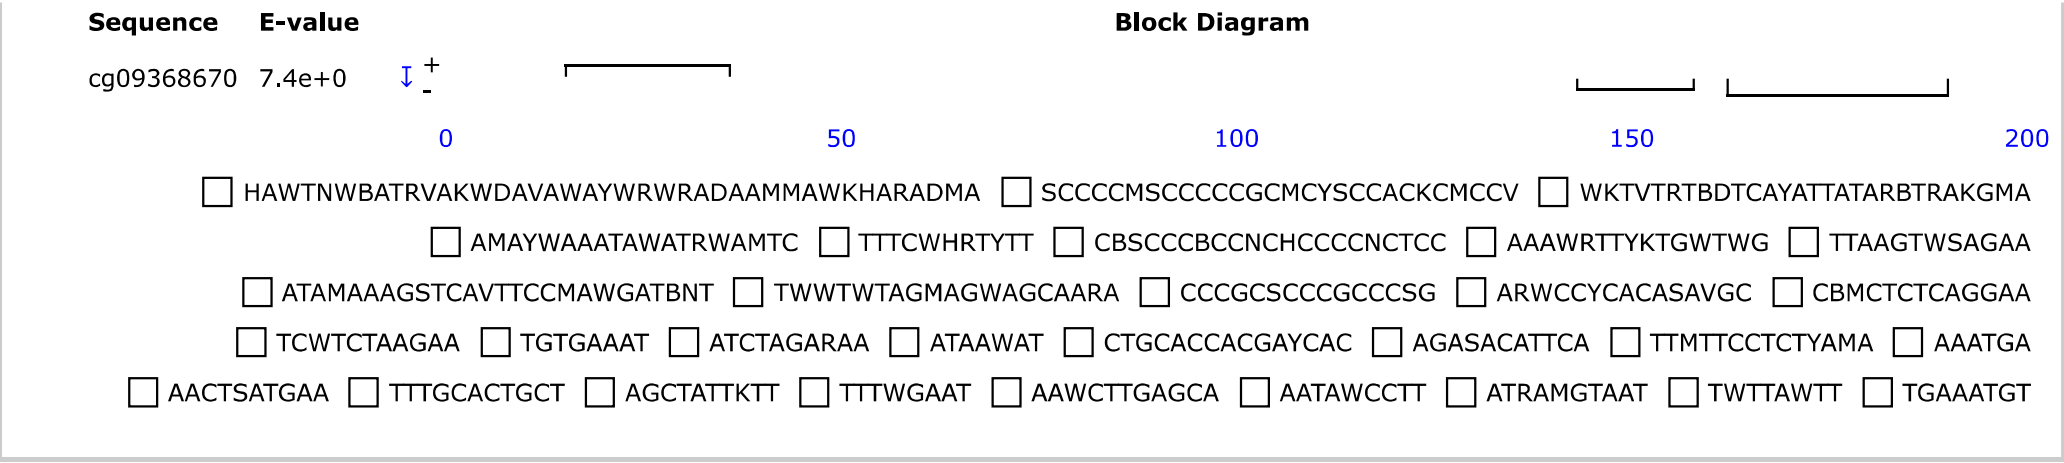 Sequence E-value Block Diagram
+
cg09368670 7.4e+0 ↧
-
0 50 100 150 200
HAWTNWBATRVAKWDAVAWAYWRWRADAAMMAWKHARADMA SCCCCMSCCCCCGCMCYSCCACKCMCCV WKTVTRTBDTCAYATTATARBTRAKGMA
AMAYWAAATAWATRWAMTC TTTCWHRTYTT CBSCCCBCCNCHCCCCNCTCC AAAWRTTYKTGWTWG TTAAGTWSAGAA
ATAMAAAGSTCAVTTCCMAWGATBNT TWWTWTAGMAGWAGCAARA CCCGCSCCCGCCCSG ARWCCYCACASAVGC CBMCTCTCAGGAA
TCWTCTAAGAA TGTGAAAT ATCTAGARAA ATAAWAT CTGCACCACGAYCAC AGASACATTCA TTMTTCCTCTYAMA AAATGA
AACTSATGAA TTTGCACTGCT AGCTATTKTT TTTWGAAT AAWCTTGAGCA AATAWCCTT ATRAMGTAAT TWTTAWTT TGAAATGT